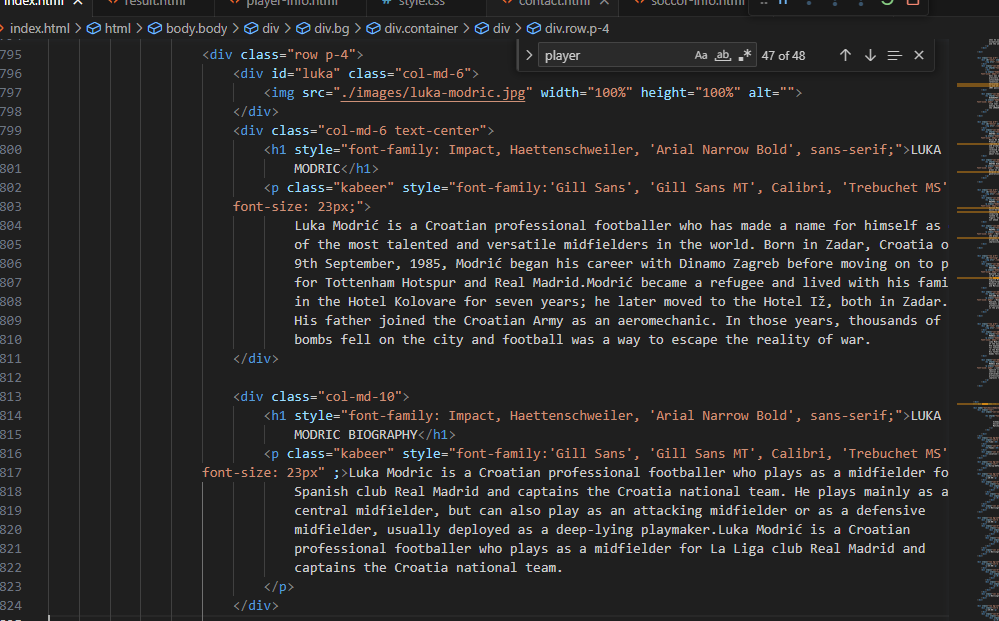 index.html × result.html player-info.html style.css contact.html soccor-info.html
index.html > html > body.body > div > div.bg > div.container > div > div.row.p-4
player Aa ab .* 47 of 48
795 <div class="row p-4">
796 <div id="luka" class="col-md-6">
797 <img src="./images/luka-modric.jpg" width="100%" height="100%" alt="">
798 </div>
799 <div class="col-md-6 text-center">
800 <h1 style="font-family: Impact, Haettenschweiler, 'Arial Narrow Bold', sans-serif;">LUKA
801 MODRIC</h1>
802 <p class="kabeer" style="font-family:'Gill Sans', 'Gill Sans MT', Calibri, 'Trebuchet MS'
803 font-size: 23px;">
804 Luka Modrić is a Croatian professional footballer who has made a name for himself as
805 of the most talented and versatile midfielders in the world. Born in Zadar, Croatia o
806 9th September, 1985, Modrić began his career with Dinamo Zagreb before moving on to p
807 for Tottenham Hotspur and Real Madrid.Modrić became a refugee and lived with his fami
808 in the Hotel Kolovare for seven years; he later moved to the Hotel Iž, both in Zadar.
809 His father joined the Croatian Army as an aeromechanic. In those years, thousands of
810 bombs fell on the city and football was a way to escape the reality of war.
811 </div>
812
813 <div class="col-md-10">
814 <h1 style="font-family: Impact, Haettenschweiler, 'Arial Narrow Bold', sans-serif;">LUKA
815 MODRIC BIOGRAPHY</h1>
816 <p class="kabeer" style="font-family:'Gill Sans', 'Gill Sans MT', Calibri, 'Trebuchet MS'
817 font-size: 23px" ;>Luka Modric is a Croatian professional footballer who plays as a midfielder fo
818 Spanish club Real Madrid and captains the Croatia national team. He plays mainly as a
819 central midfielder, but can also play as an attacking midfielder or as a defensive
820 midfielder, usually deployed as a deep-lying playmaker.Luka Modrić is a Croatian
821 professional footballer who plays as a midfielder for La Liga club Real Madrid and
822 captains the Croatia national team.
823 </p>
824 </div>